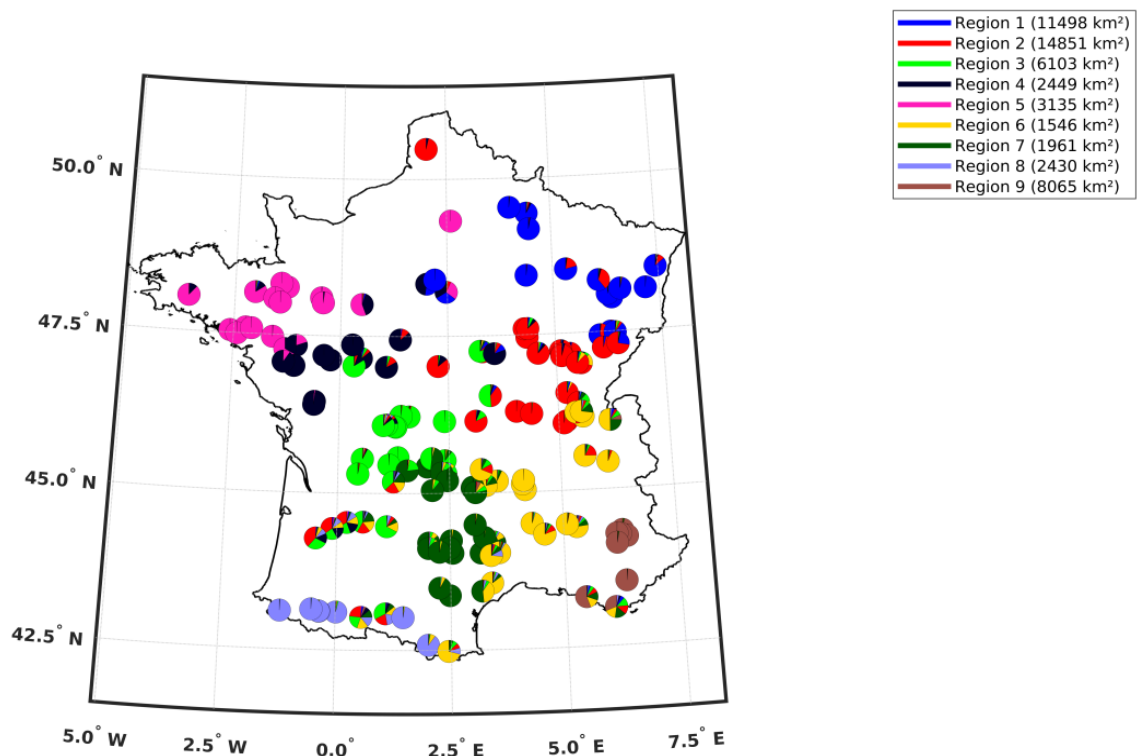 Region 1 (11498 km²)
Region 2 (14851 km²)
Region 3 (6103 km²)
Region 4 (2449 km²)
Region 5 (3135 km²)
Region 6 (1546 km²)
Region 7 (1961 km²)
Region 8 (2430 km²)
Region 9 (8065 km²)
50.0° N
47.5° N
45.0° N
42.5° N
5.0° W
2.5° W
0.0°
2.5° E
5.0° E
7.5° E